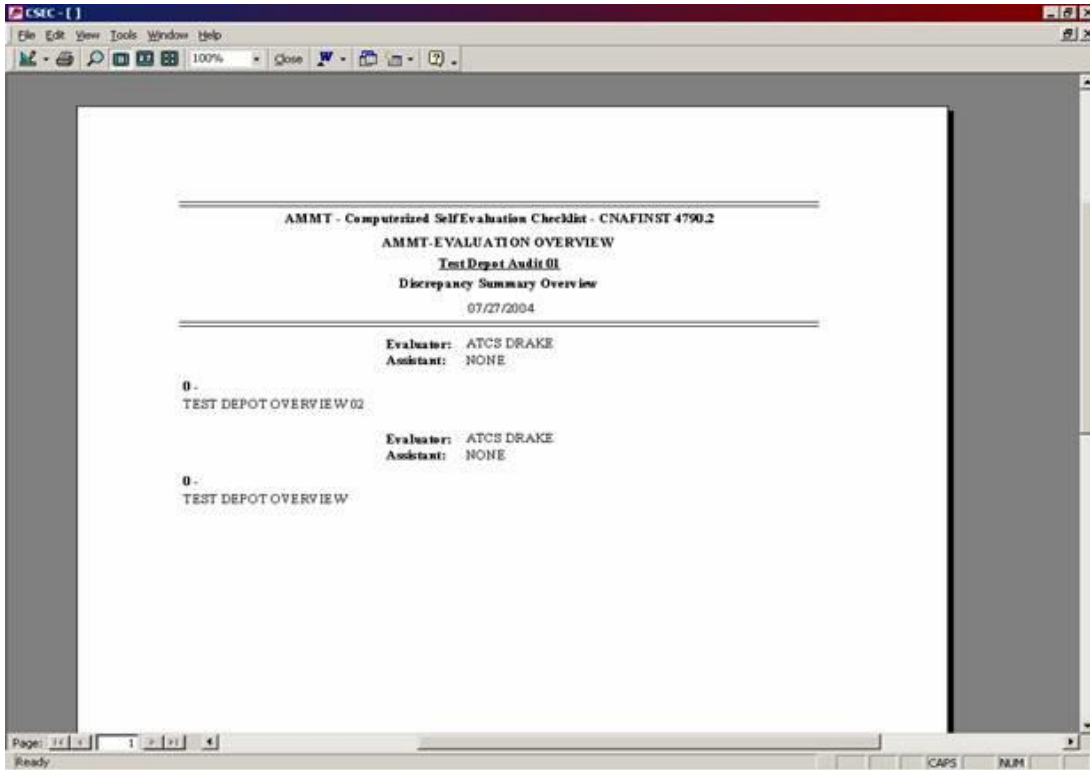 CSEC - [ ]
File Edit View Tools Window Help
100% Close
AMMT - Computerized Self Evaluation Checklist - CNAFINST 4790.2
AMMT-EVALUATION OVERVIEW
Test Depot Audit 01
Discrepancy Summary Overview
07/27/2004
Evaluator: ATCS DRAKE
Assistant: NONE
0 -
TEST DEPOT OVERVIEW 02
Evaluator: ATCS DRAKE
Assistant: NONE
0 -
TEST DEPOT OVERVIEW
Page: 1
Ready CAPS NUM